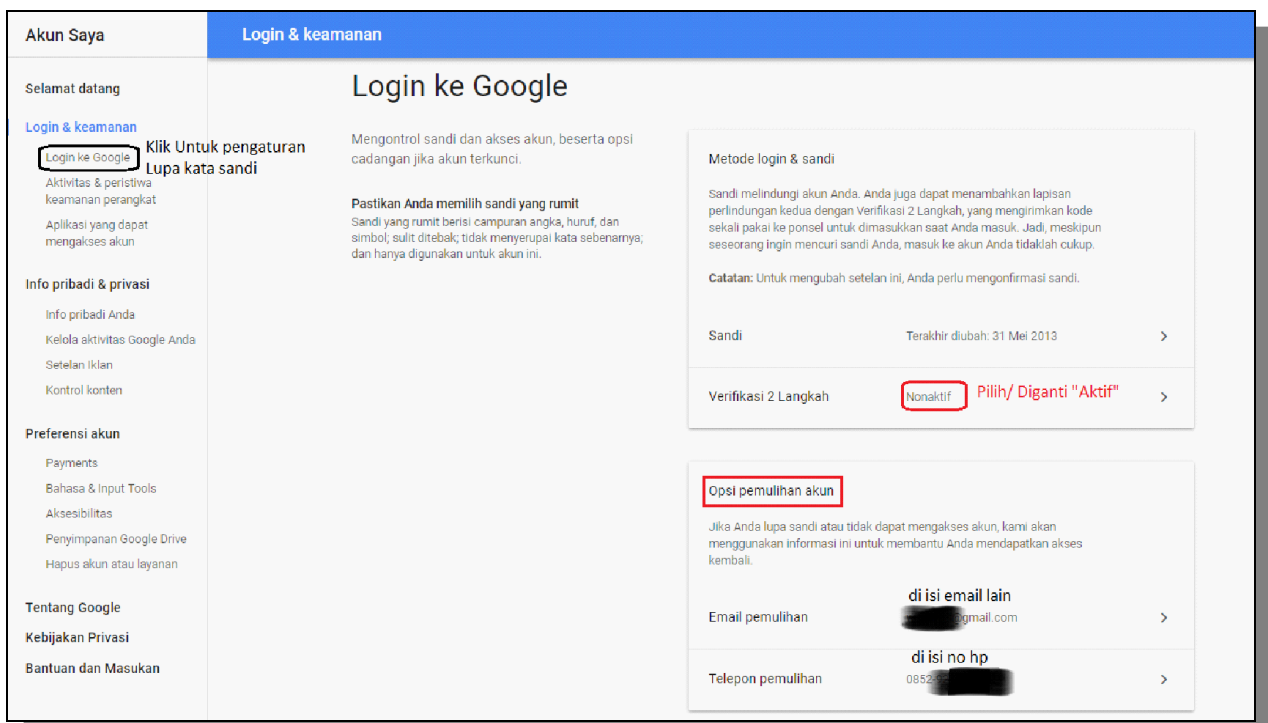 Akun Saya
Login & keamanan
Selamat datang
Login & keamanan
Login ke Google
Klik Untuk pengaturan
Lupa kata sandi
Aktivitas & peristiwa
keamanan perangkat
Aplikasi yang dapat
mengakses akun
Info pribadi & privasi
Info pribadi Anda
Kelola aktivitas Google Anda
Setelan Iklan
Kontrol konten
Preferensi akun
Payments
Bahasa & Input Tools
Aksesibilitas
Penyimpanan Google Drive
Hapus akun atau layanan
Tentang Google
Kebijakan Privasi
Bantuan dan Masukan
Login ke Google
Mengontrol sandi dan akses akun, beserta opsi
cadangan jika akun terkunci.
Pastikan Anda memilih sandi yang rumit
Sandi yang rumit berisi campuran angka, huruf, dan
simbol; sulit ditebak; tidak menyerupai kata sebenarnya;
dan hanya digunakan untuk akun ini.
Metode login & sandi
Sandi melindungi akun Anda. Anda juga dapat menambahkan lapisan
perlindungan kedua dengan Verifikasi 2 Langkah, yang mengirimkan kode
sekali pakai ke ponsel untuk dimasukkan saat Anda masuk. Jadi, meskipun
seseorang ingin mencuri sandi Anda, masuk ke akun Anda tidaklah cukup.
Catatan: Untuk mengubah setelan ini, Anda perlu mengonfirmasi sandi.
Sandi Terakhir diubah: 31 Mei 2013
Verifikasi 2 Langkah Nonaktif Pilih/ Diganti "Aktif"
Opsi pemulihan akun
Jika Anda lupa sandi atau tidak dapat mengakses akun, kami akan
menggunakan informasi ini untuk membantu Anda mendapatkan akses
kembali.
di isi email lain
Email pemulihan @gmail.com
di isi no hp
Telepon pemulihan 0852-